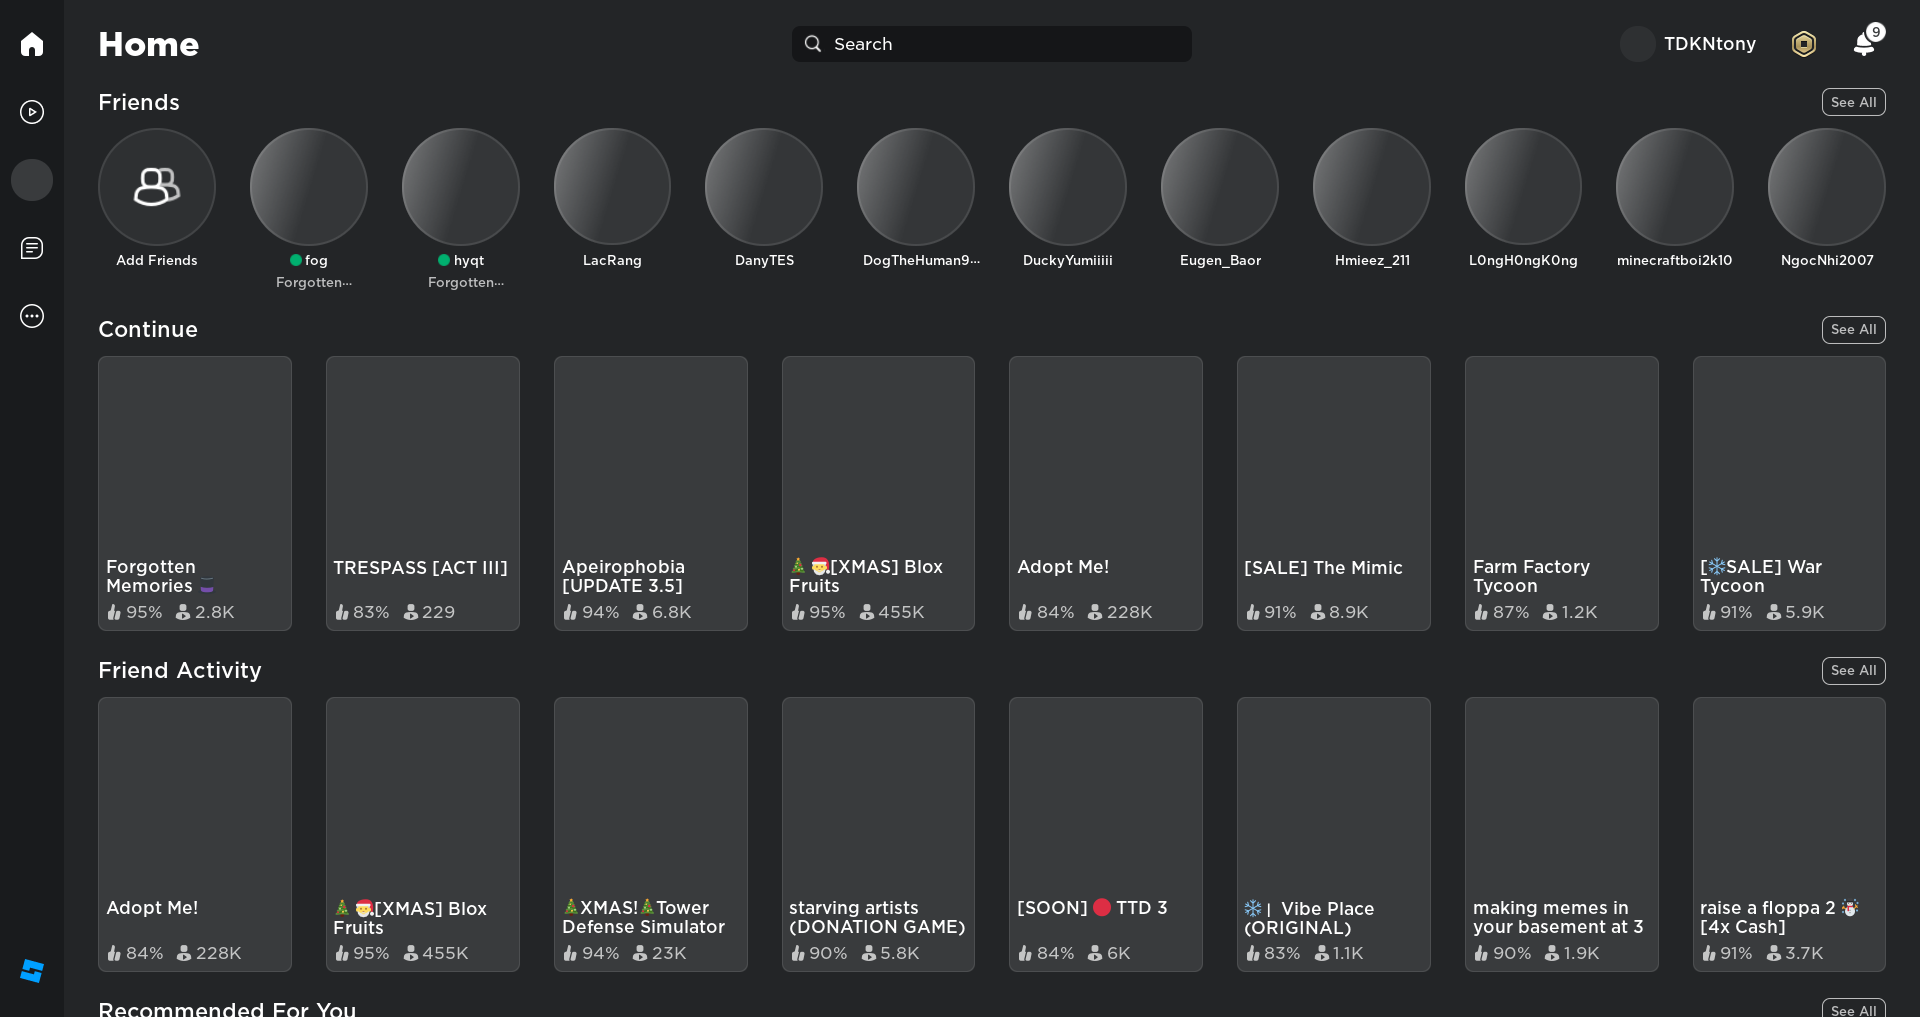 Home
Search
TDKNtony
9
Friends
See All
Add Friends
fog
Forgotten...
hyqt
Forgotten...
LacRang
DanyTES
DogTheHuman9...
DuckyYumiiiii
Eugen_Baor
Hmieez_211
L0ngH0ngK0ng
minecraftboi2k10
NgocNhi2007
Continue
See All
Forgotten
Memories 🎩
95% 2.8K
TRESPASS [ACT III]
83% 229
Apeirophobia
[UPDATE 3.5]
94% 6.8K
🎄🎅[XMAS] Blox
Fruits
95% 455K
Adopt Me!
84% 228K
[SALE] The Mimic
91% 8.9K
Farm Factory
Tycoon
87% 1.2K
[❄️SALE] War
Tycoon
91% 5.9K
Friend Activity
See All
Adopt Me!
84% 228K
🎄🎅[XMAS] Blox
Fruits
95% 455K
🎄XMAS!🎄Tower
Defense Simulator
94% 23K
starving artists
(DONATION GAME)
90% 5.8K
[SOON] 🔴 TTD 3
84% 6K
❄️ | Vibe Place
(ORIGINAL)
83% 1.1K
making memes in
your basement at 3
90% 1.9K
raise a floppa 2 ☃️
[4x Cash]
91% 3.7K
Recommended For You
See All